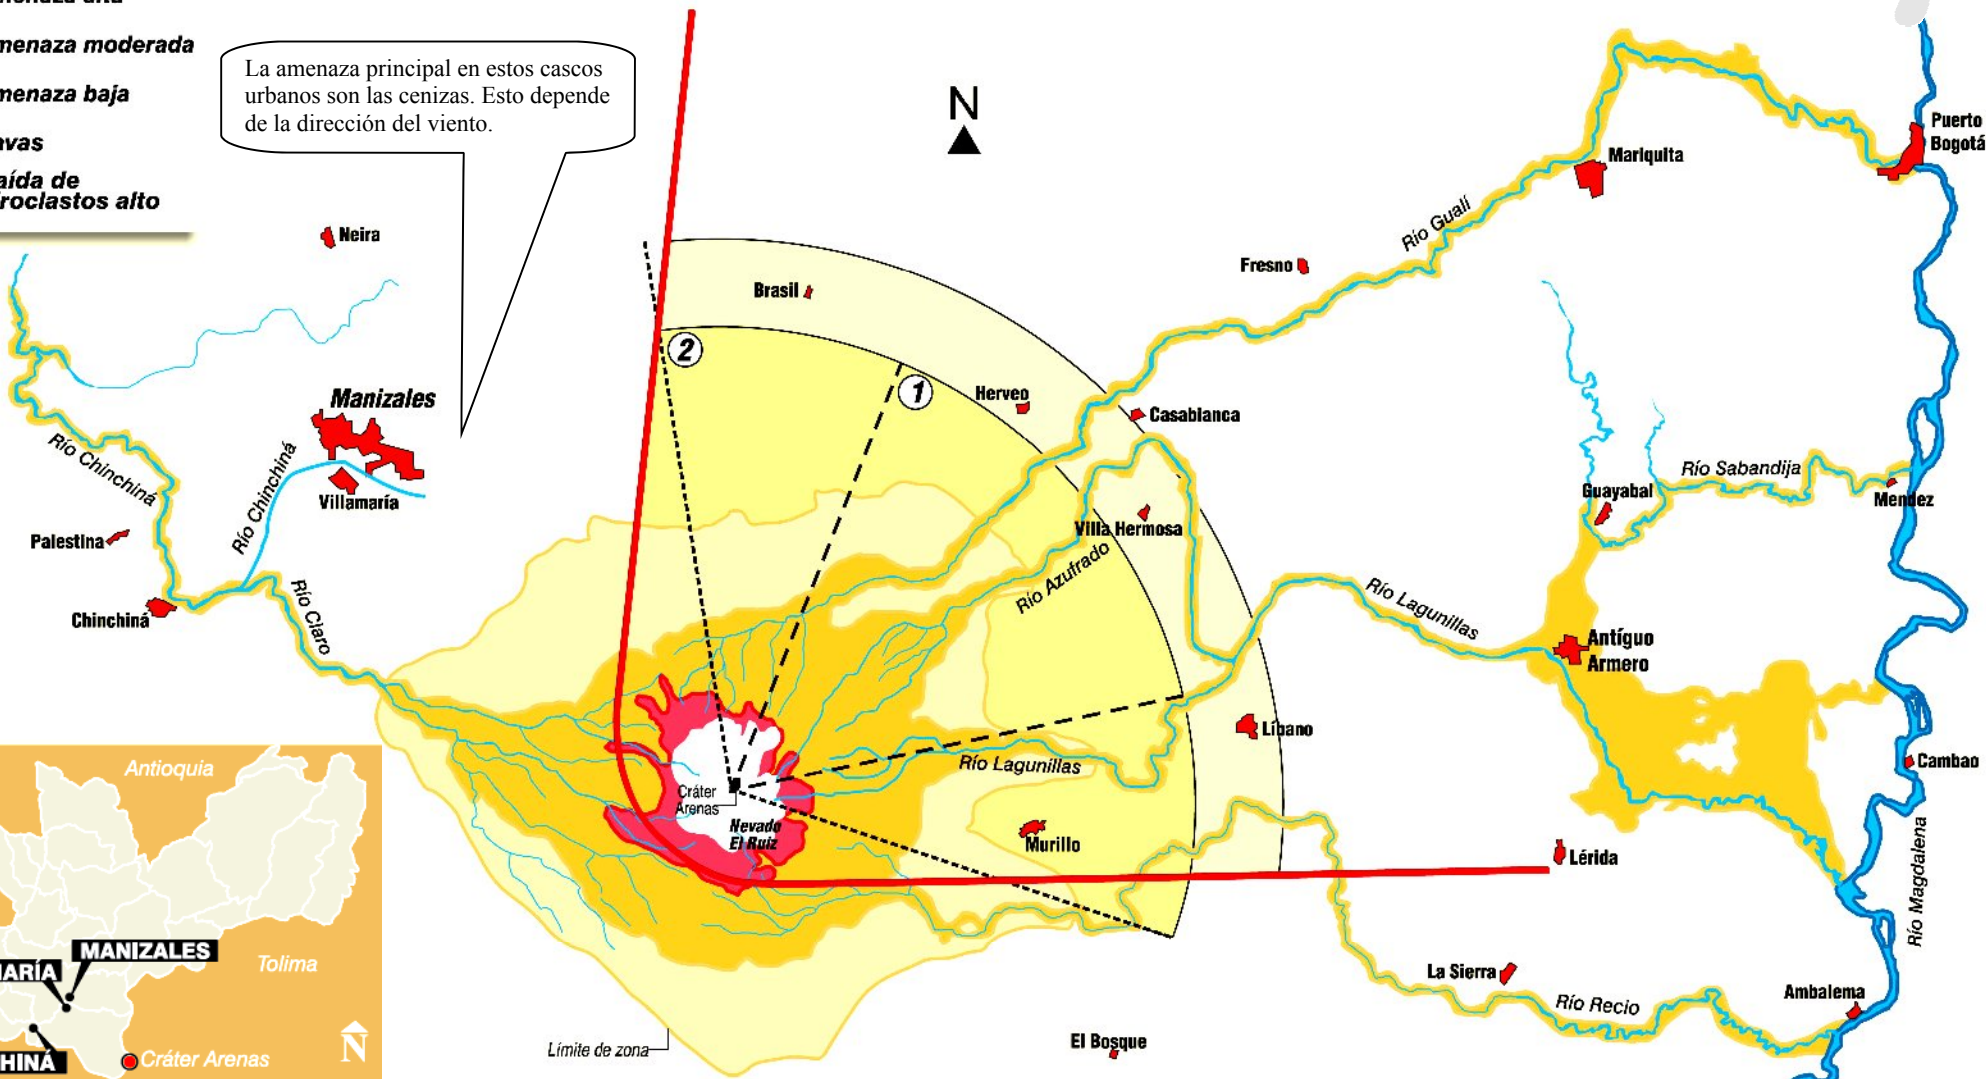 menaza moderada
menaza baja
avas
aída de
roclastos alto
La amenaza principal en estos cascos
urbanos son las cenizas. Esto depende
de la dirección del viento.
N
Puerto
Bogotá
Mariquita
Río Gualí
Neira
Fresno
Brasil
2
1
Herveo
Casabianca
Manizales
Río Chinchiná
Río Chinchiná
Villamaría
Palestina
Chinchiná
Río Claro
Villa Hermosa
Río Azufrado
Río Sabandija
Guayabal
Mendez
Río Lagunillas
Antíguo
Armero
Líbano
Río Lagunillas
Cráter
Arenas
Nevado
El Ruiz
Murillo
Cambao
Lérida
Río Magdalena
La Sierra
Río Recio
Ambalema
El Bosque
Límite de zona
Antioquia
MANIZALES
ARÍA
Tolima
HINÁ
Cráter Arenas
N